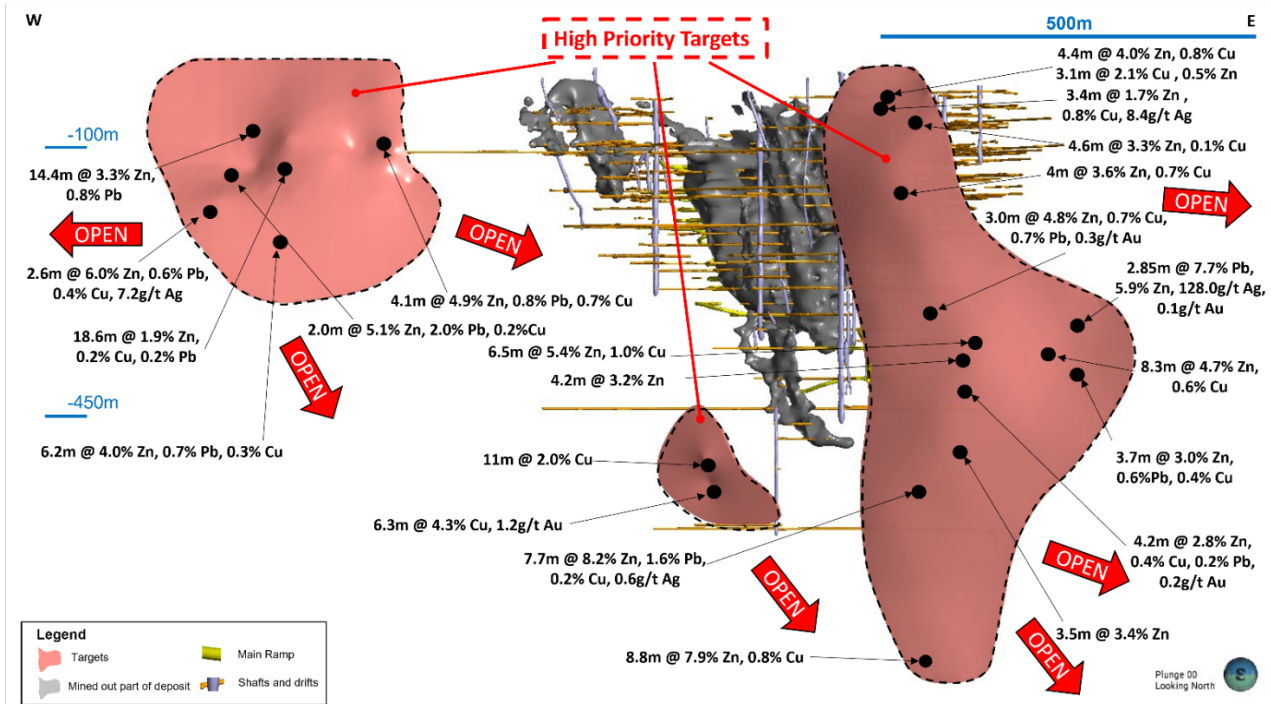 W
E
500m
High Priority Targets
4.4m @ 4.0% Zn, 0.8% Cu
3.1m @ 2.1% Cu , 0.5% Zn
3.4m @ 1.7% Zn ,
0.8% Cu, 8.4g/t Ag
4.6m @ 3.3% Zn, 0.1% Cu
4m @ 3.6% Zn, 0.7% Cu
-100m
14.4m @ 3.3% Zn,
0.8% Pb
OPEN
OPEN
OPEN
3.0m @ 4.8% Zn, 0.7% Cu,
0.7% Pb, 0.3g/t Au
2.6m @ 6.0% Zn, 0.6% Pb,
0.4% Cu, 7.2g/t Ag
4.1m @ 4.9% Zn, 0.8% Pb, 0.7% Cu
2.85m @ 7.7% Pb,
5.9% Zn, 128.0g/t Ag,
0.1g/t Au
18.6m @ 1.9% Zn,
0.2% Cu, 0.2% Pb
2.0m @ 5.1% Zn, 2.0% Pb, 0.2%Cu
6.5m @ 5.4% Zn, 1.0% Cu
4.2m @ 3.2% Zn
8.3m @ 4.7% Zn,
0.6% Cu
OPEN
-450m
6.2m @ 4.0% Zn, 0.7% Pb, 0.3% Cu
11m @ 2.0% Cu
3.7m @ 3.0% Zn,
0.6%Pb, 0.4% Cu
6.3m @ 4.3% Cu, 1.2g/t Au
7.7m @ 8.2% Zn, 1.6% Pb,
0.2% Cu, 0.6g/t Ag
4.2m @ 2.8% Zn,
0.4% Cu, 0.2% Pb,
0.2g/t Au
OPEN
OPEN
3.5m @ 3.4% Zn
OPEN
8.8m @ 7.9% Zn, 0.8% Cu
Legend
Targets
Main Ramp
Mined out part of deposit
Shafts and drifts
Plunge 00
Looking North